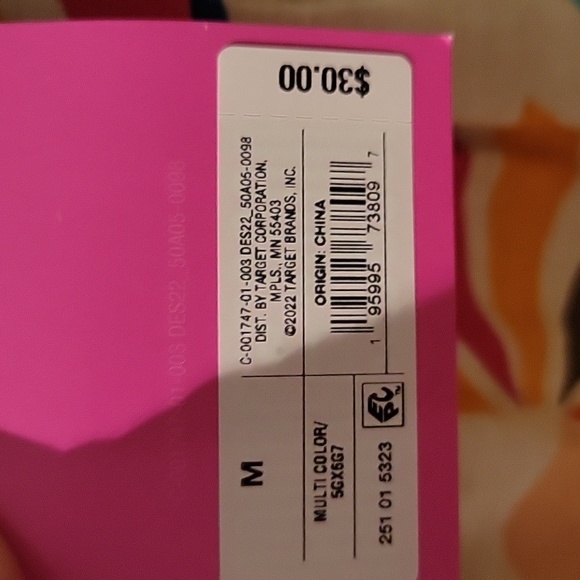 $30.00
C-001747-01-003 DES22_50A05-0098
DIST. BY TARGET CORPORATION,
MPLS., MN 55403
©2022 TARGET BRANDS, INC.
ORIGIN: CHINA
1 95995 73809 7
M
MULTI COLOR/
5GX6G7
251 01 5323
EPC™